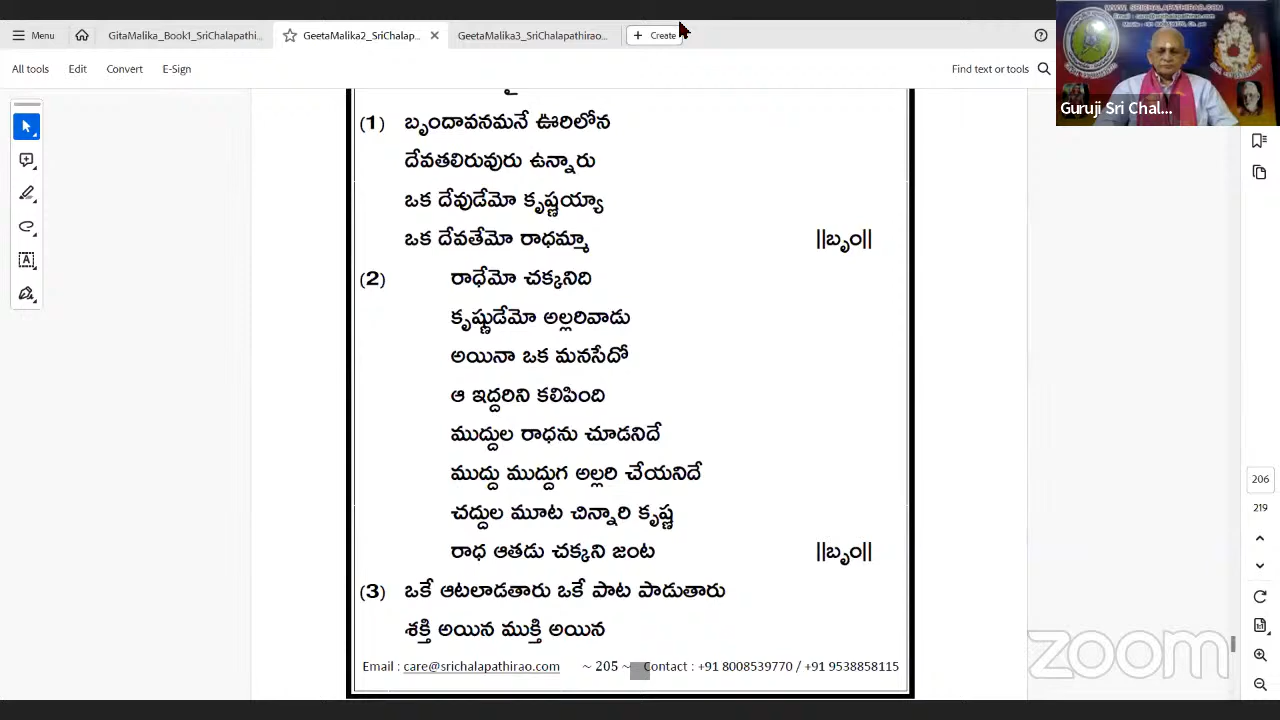 Menu
GitaMalika_Book1_SriChalapathi...
GeetaMalika2_SriChalap...
GeetaMalika3_SriChalapathirao...
Create
All tools
Edit
Convert
E-Sign
Find text or tools
WWW.SRICHALAPATHIRAO.COM
Guruji Sri Chal...
(1) బృందావనమనే ఊరిలోన
దేవతలిరువురు ఉన్నారు
ఒక దేవుడేమో కృష్ణయ్యా
ఒక దేవతేమో రాధమ్మా ||బృం||
(2) రాధేమో చక్కనిది
కృష్ణుడేమో అల్లరివాడు
అయినా ఒక మనసేదో
ఆ ఇద్దరిని కలిపింది
ముద్దుల రాధను చూడనిదే
ముద్దు ముద్దుగ అల్లరి చేయనిదే
చద్దుల మూట చిన్నారి కృష్ణ
రాధ ఆతడు చక్కని జంట ||బృం||
(3) ఒకే ఆటలాడతారు ఒకే పాట పాడుతారు
శక్తి అయిన ముక్తి అయిన
Email : care@srichalapathirao.com ~ 205 ~ Contact : +91 8008539770 / +91 9538858115
206
219
zoom